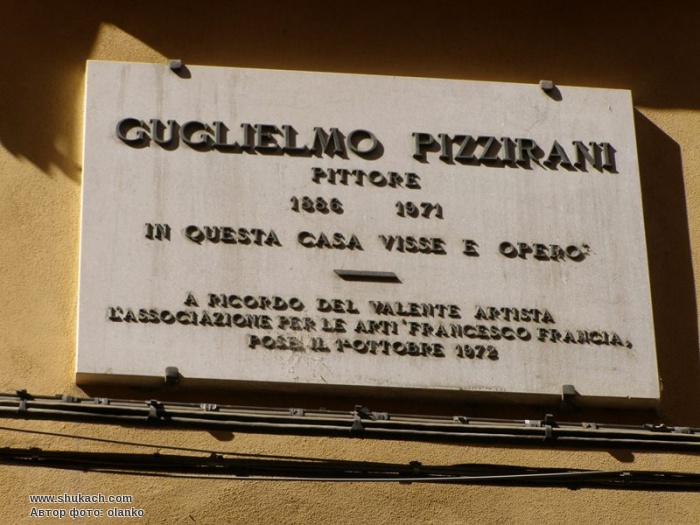 GUGLIELMO PIZZIRANI
PITTORE
1886 1971
IN QUESTA CASA VISSE E OPERO'
A RICORDO DEL VALENTE ARTISTA
L'ASSOCIAZIONE PER LE ARTI "FRANCESCO FRANCIA„
POSE IL 1° OTTOBRE 1972
www.shukach.com
Автор фото: olanko